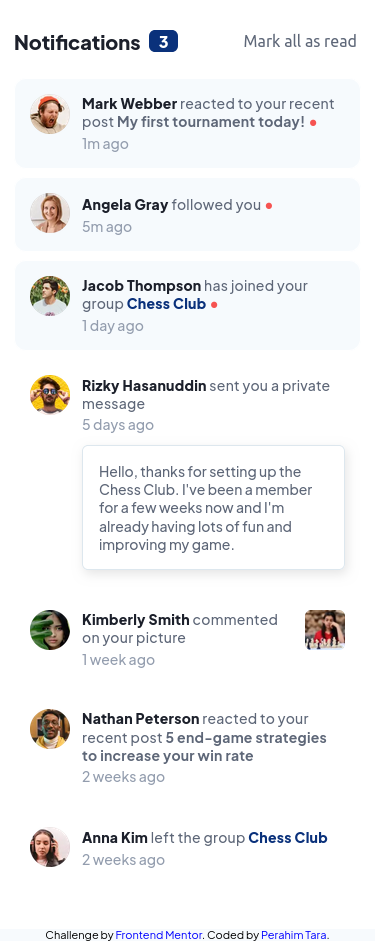 Notifications 3 Mark all as read
Mark Webber reacted to your recent
post My first tournament today!
1m ago
Angela Gray followed you
5m ago
Jacob Thompson has joined your
group Chess Club
1 day ago
Rizky Hasanuddin sent you a private
message
5 days ago
Hello, thanks for setting up the
Chess Club. I've been a member
for a few weeks now and I'm
already having lots of fun and
improving my game.
Kimberly Smith commented
on your picture
1 week ago
Nathan Peterson reacted to your
recent post 5 end-game strategies
to increase your win rate
2 weeks ago
Anna Kim left the group Chess Club
2 weeks ago
Challenge by Frontend Mentor. Coded by Perahim Tara.